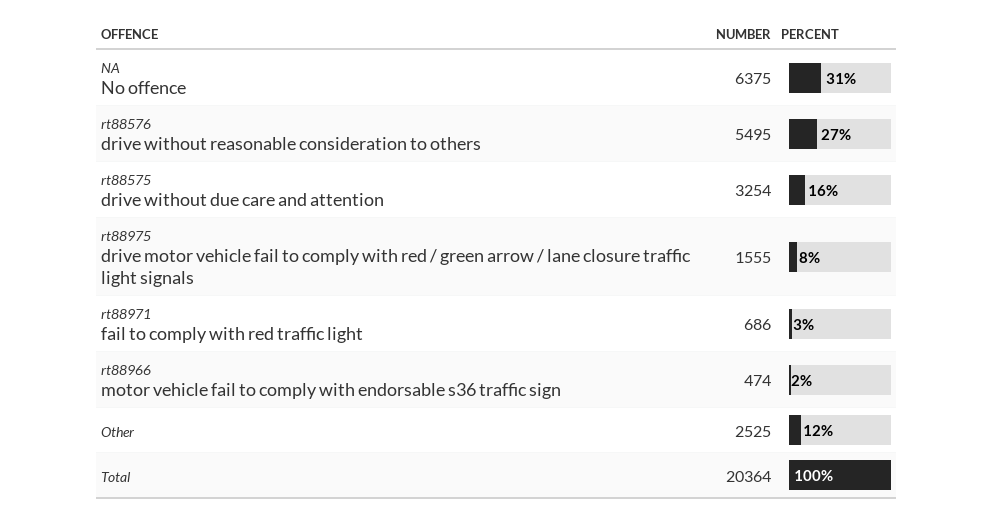 OFFENCE NUMBER PERCENT
NA
No offence 6375 31%
rt88576
drive without reasonable consideration to others 5495 27%
rt88575
drive without due care and attention 3254 16%
rt88975
drive motor vehicle fail to comply with red / green arrow / lane closure traffic
light signals 1555 8%
rt88971
fail to comply with red traffic light 686 3%
rt88966
motor vehicle fail to comply with endorsable s36 traffic sign 474 2%
Other 2525 12%
Total 20364 100%